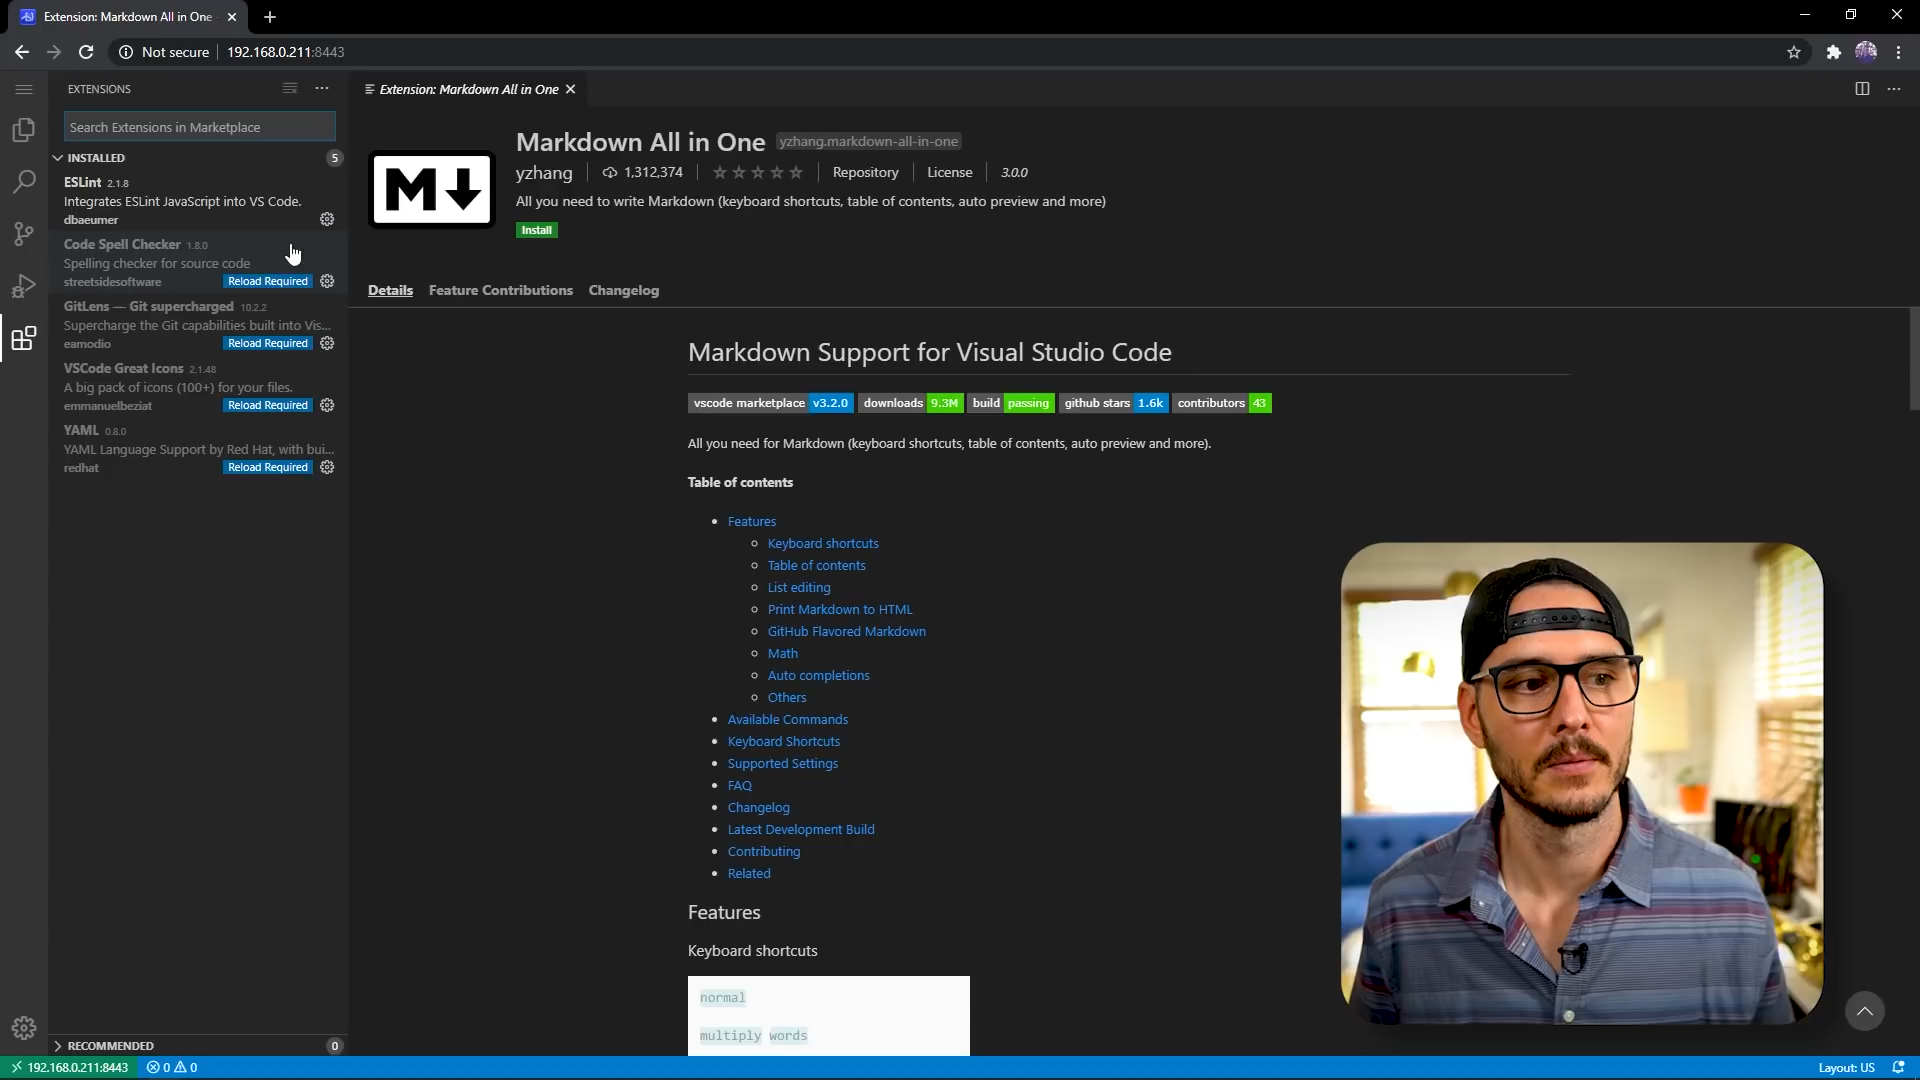 Extension: Markdown All in One
Not secure
192.168.0.211:8443
EXTENSIONS
Extension: Markdown All in One
Search Extensions in Marketplace
INSTALLED
5
ESLint 2.1.8
Integrates ESLint JavaScript into VS Code.
dbaeumer
Code Spell Checker 1.8.0
Spelling checker for source code
streetsidesoftware
Reload Required
GitLens — Git supercharged 10.2.2
Supercharge the Git capabilities built into Vis...
eamodio
Reload Required
VSCode Great Icons 2.1.48
A big pack of icons (100+) for your files.
emmanuelbeziat
Reload Required
YAML 0.8.0
YAML Language Support by Red Hat, with bui...
redhat
Reload Required
RECOMMENDED
0
M
Markdown All in One yzhang.markdown-all-in-one
yzhang 1,312,374 Repository License 3.0.0
All you need to write Markdown (keyboard shortcuts, table of contents, auto preview and more)
Install
Details Feature Contributions Changelog
Markdown Support for Visual Studio Code
vscode marketplace v3.2.0 downloads 9.3M build passing github stars 1.6k contributors 43
All you need for Markdown (keyboard shortcuts, table of contents, auto preview and more).
Table of contents
Features
Keyboard shortcuts
Table of contents
List editing
Print Markdown to HTML
GitHub Flavored Markdown
Math
Auto completions
Others
Available Commands
Keyboard Shortcuts
Supported Settings
FAQ
Changelog
Latest Development Build
Contributing
Related
Features
Keyboard shortcuts
normal
multiply words
192.168.0.211:8443
0 0
Layout: US